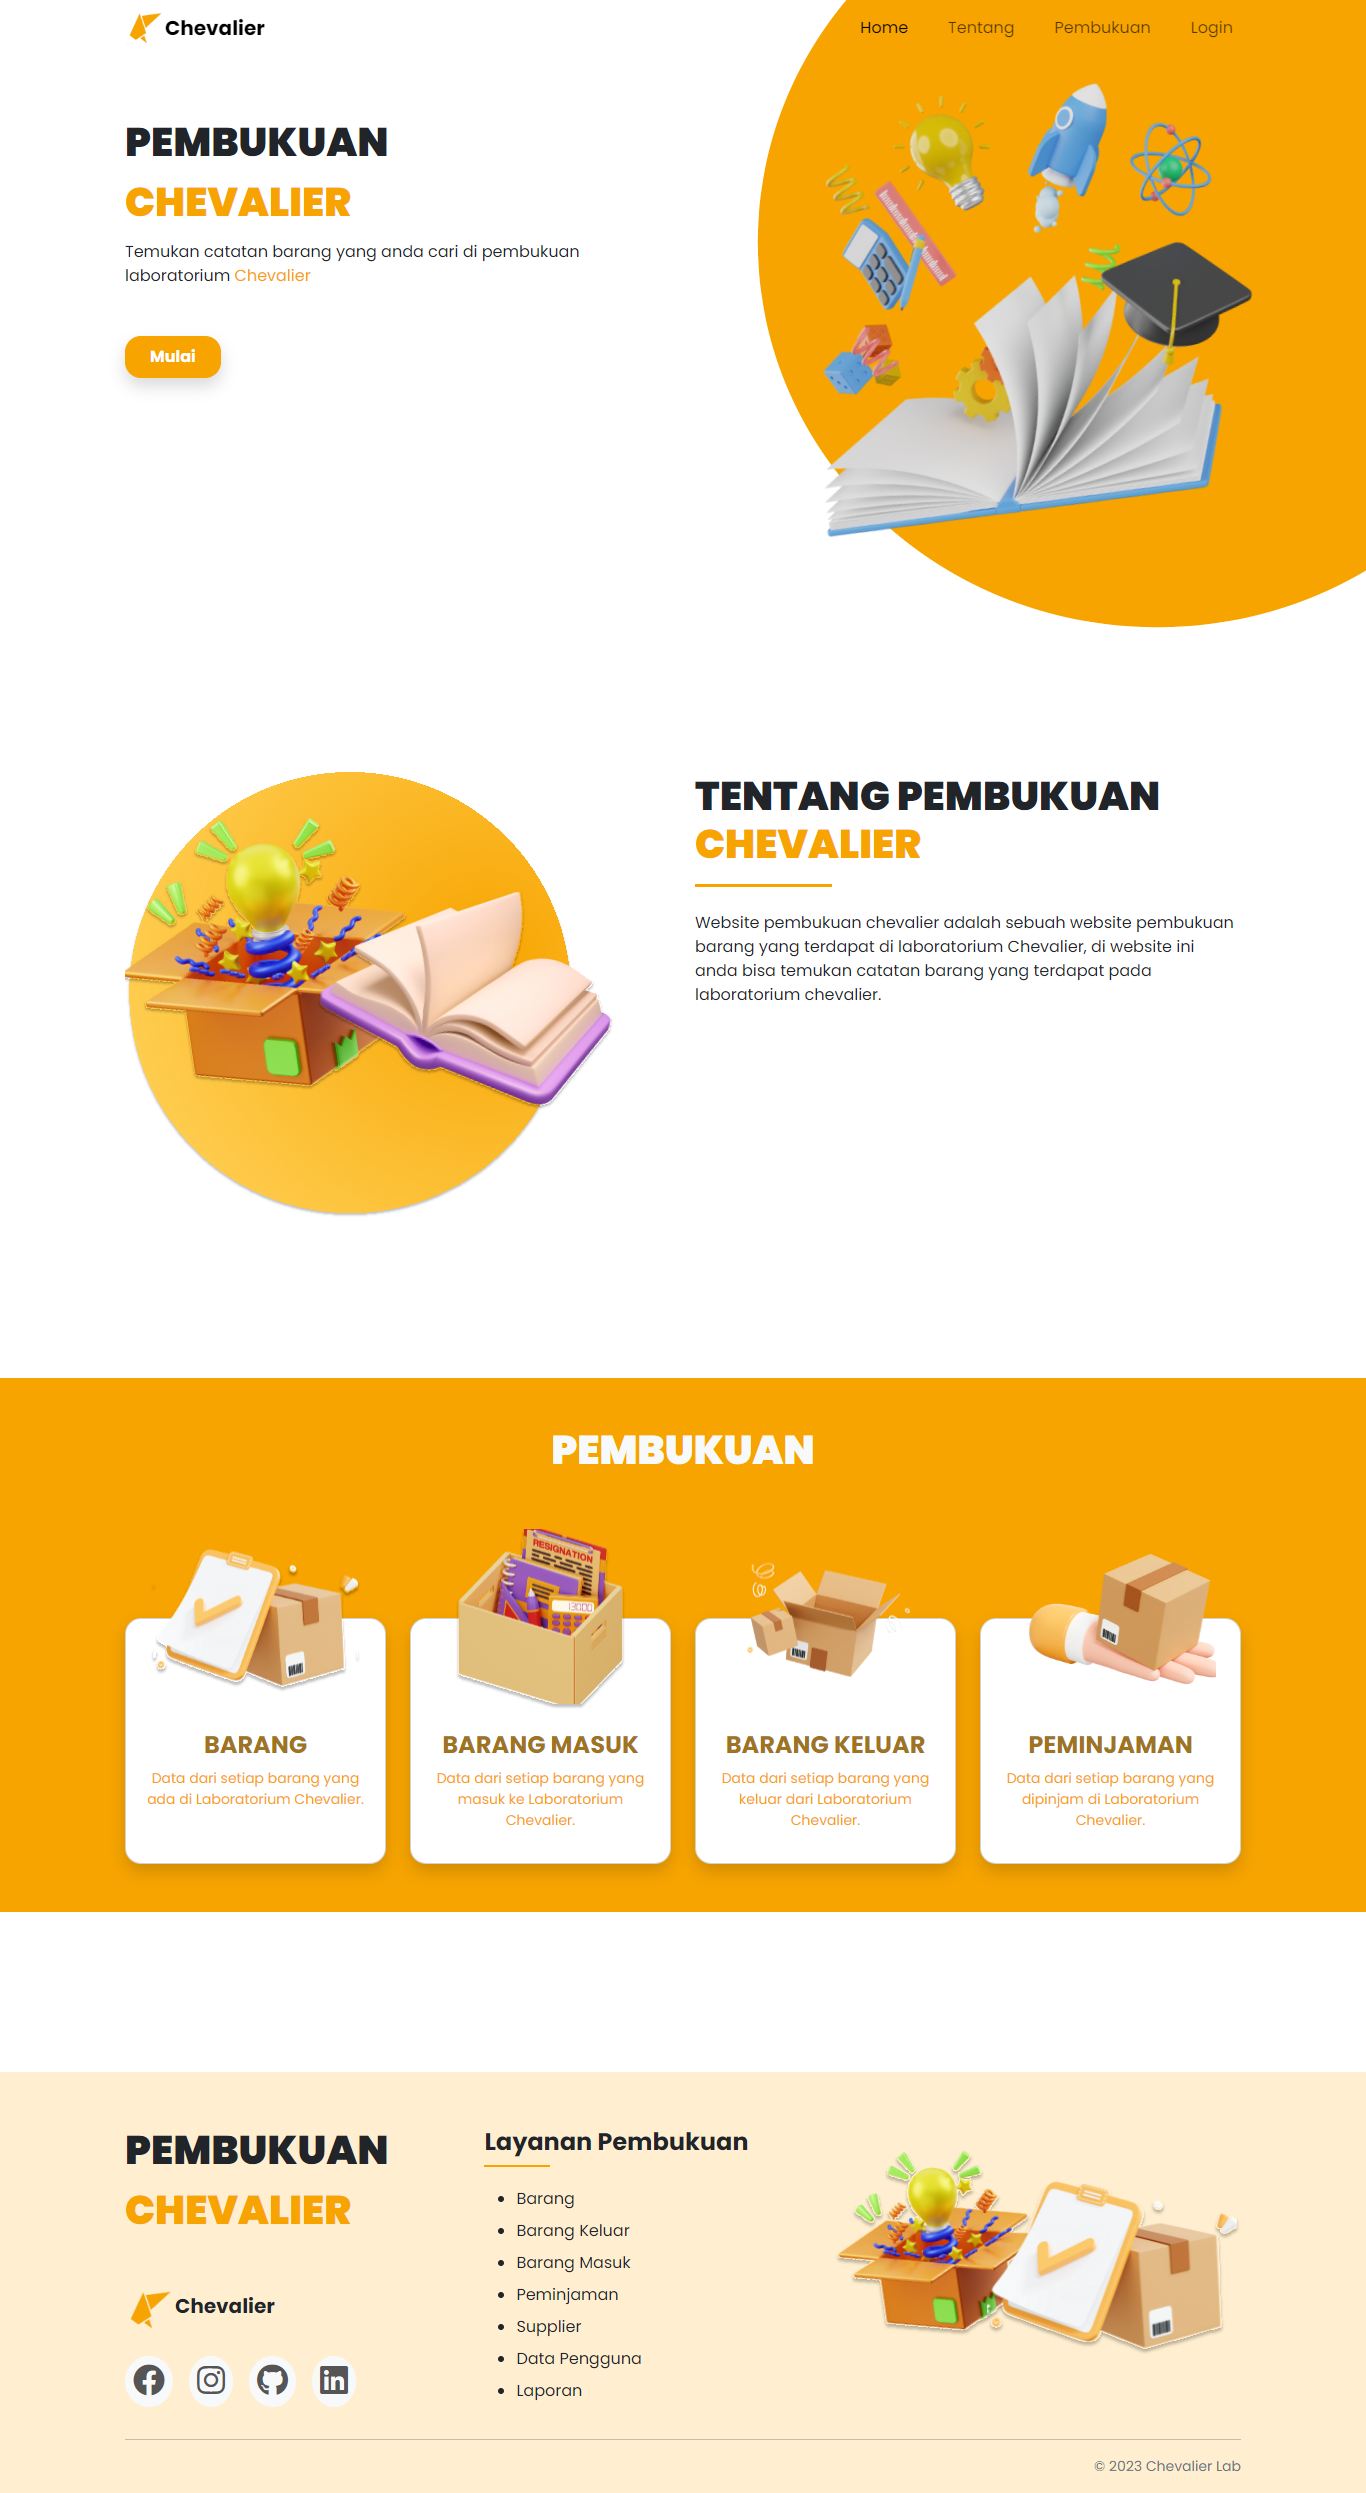 Chevalier
Home Tentang Pembukuan Login
PEMBUKUAN
CHEVALIER
Temukan catatan barang yang anda cari di pembukuan
laboratorium Chevalier
Mulai
TENTANG PEMBUKUAN
CHEVALIER
Website pembukuan chevalier adalah sebuah website pembukuan
barang yang terdapat di laboratorium Chevalier, di website ini
anda bisa temukan catatan barang yang terdapat pada
laboratorium chevalier.
PEMBUKUAN
RESIGNATION
BARANG
Data dari setiap barang yang
ada di Laboratorium Chevalier.
BARANG MASUK
Data dari setiap barang yang
masuk ke Laboratorium
Chevalier.
BARANG KELUAR
Data dari setiap barang yang
keluar dari Laboratorium
Chevalier.
PEMINJAMAN
Data dari setiap barang yang
dipinjam di Laboratorium
Chevalier.
PEMBUKUAN
CHEVALIER
Chevalier
Layanan Pembukuan
Barang
Barang Keluar
Barang Masuk
Peminjaman
Supplier
Data Pengguna
Laporan
© 2023 Chevalier Lab